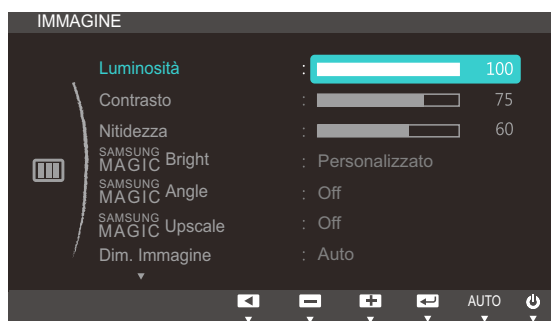 IMMAGINE
Luminosità : 100
Contrasto : 75
Nitidezza : 60
SAMSUNG MAGIC Bright : Personalizzato
SAMSUNG MAGIC Angle : Off
SAMSUNG MAGIC Upscale : Off
Dim. Immagine : Auto
AUTO